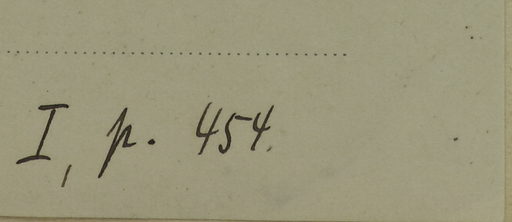 I, p. 454.